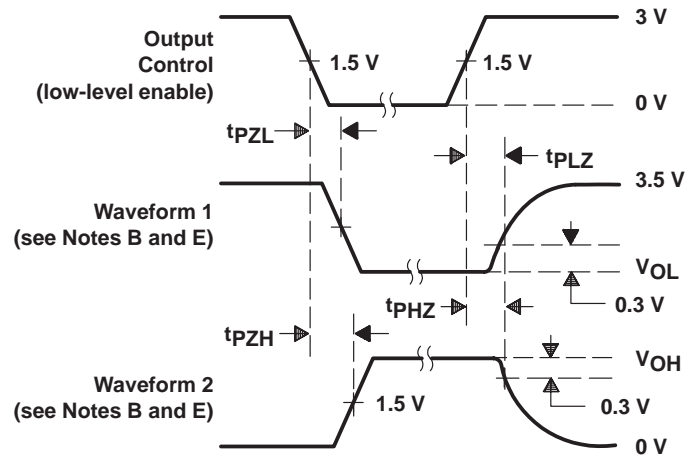 3 V
Output
Control
(low-level enable)
1.5 V
1.5 V
0 V
tPZL
tPLZ
3.5 V
Waveform 1
(see Notes B and E)
VOL
0.3 V
tPHZ
tPZH
VOH
Waveform 2
(see Notes B and E)
1.5 V
0.3 V
0 V